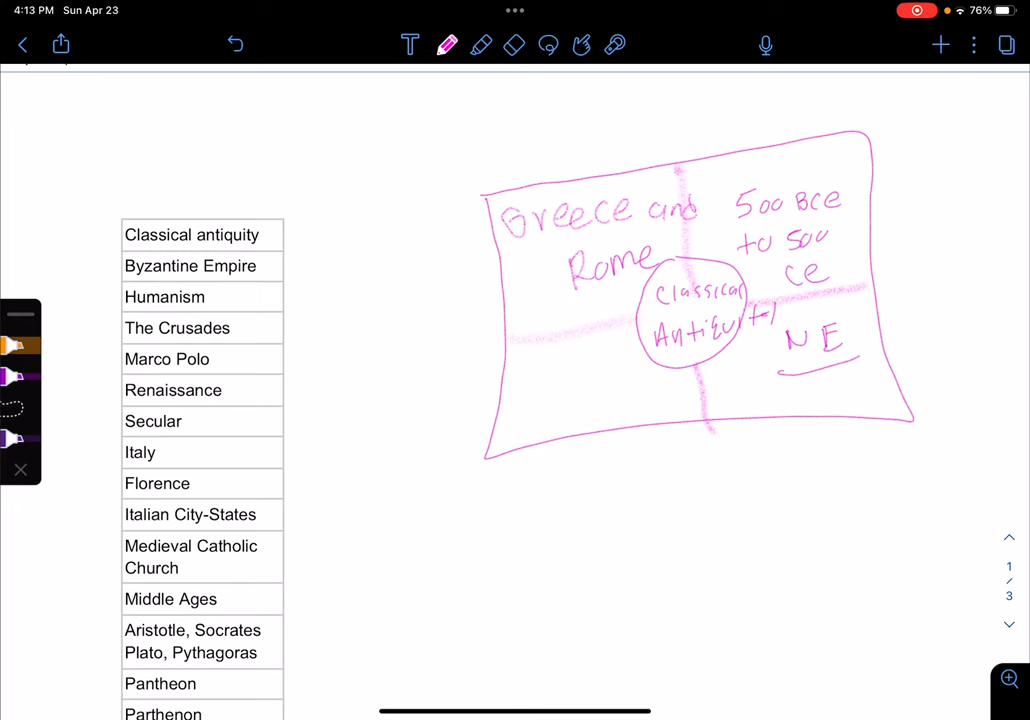 4:13 PM Sun Apr 23
76%
T
Classical antiquity
Byzantine Empire
Humanism
The Crusades
Marco Polo
Renaissance
Secular
Italy
Florence
Italian City-States
Medieval Catholic
Church
Middle Ages
Aristotle, Socrates
Plato, Pythagoras
Pantheon
Parthenon
Greece and
Rome
500 BCE
to 500
CE
Classical
Antiquity
NE
1
/
3